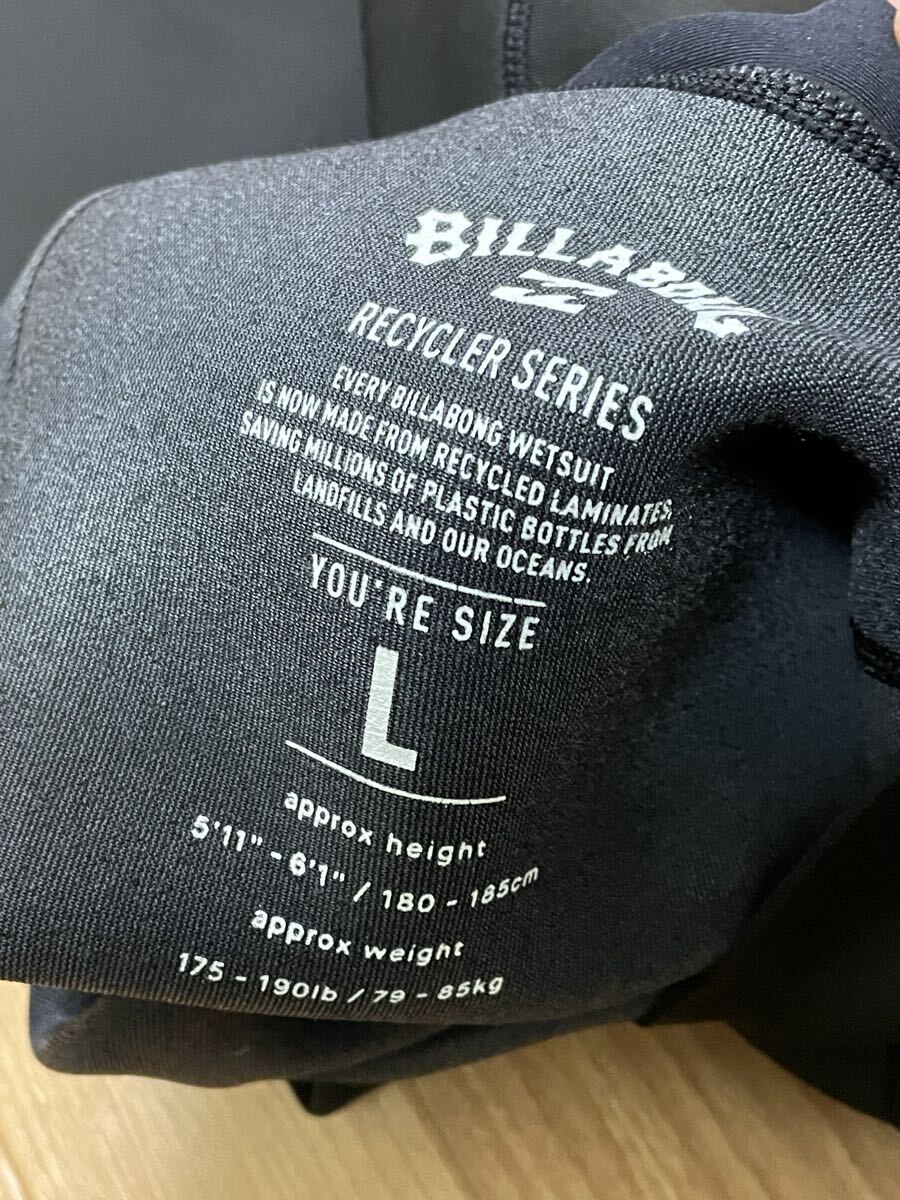 BILLABONG
RECYCLER SERIES
EVERY BILLABONG WETSUIT
IS NOW MADE FROM RECYCLED LAMINATES,
SAVING MILLIONS OF PLASTIC BOTTLES FROM
LANDFILLS AND OUR OCEANS.
YOU'RE SIZE
L
approx height
5'11" - 6'1" / 180 - 185cm
approx weight
175 - 190lb / 79 - 85kg